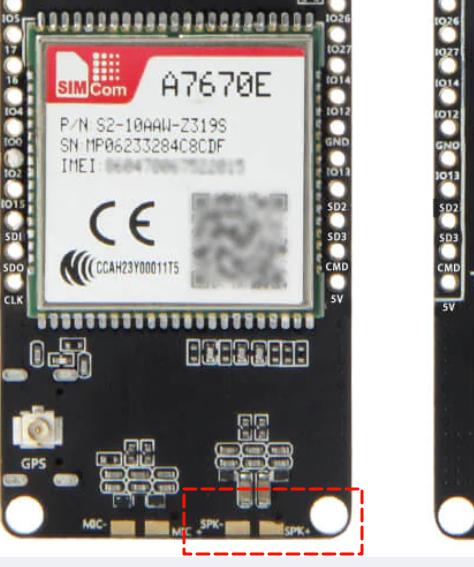 IO5
17
16
IO4
IO0
IO2
IO15
SDI
SDO
CLK
SIMCom
A7670E
P/N:S2-10AAW-Z319S
SN:MP06233284C8CDF
IMEI:
CE
CCAH23Y00011T5
IO26
IO27
IO14
IO12
GND
IO13
SD2
SD3
CMD
5V
IO26
IO27
IO14
IO12
GND
IO13
SD2
SD3
CMD
5V
GPS
MIC- MIC + SPK- SPK+